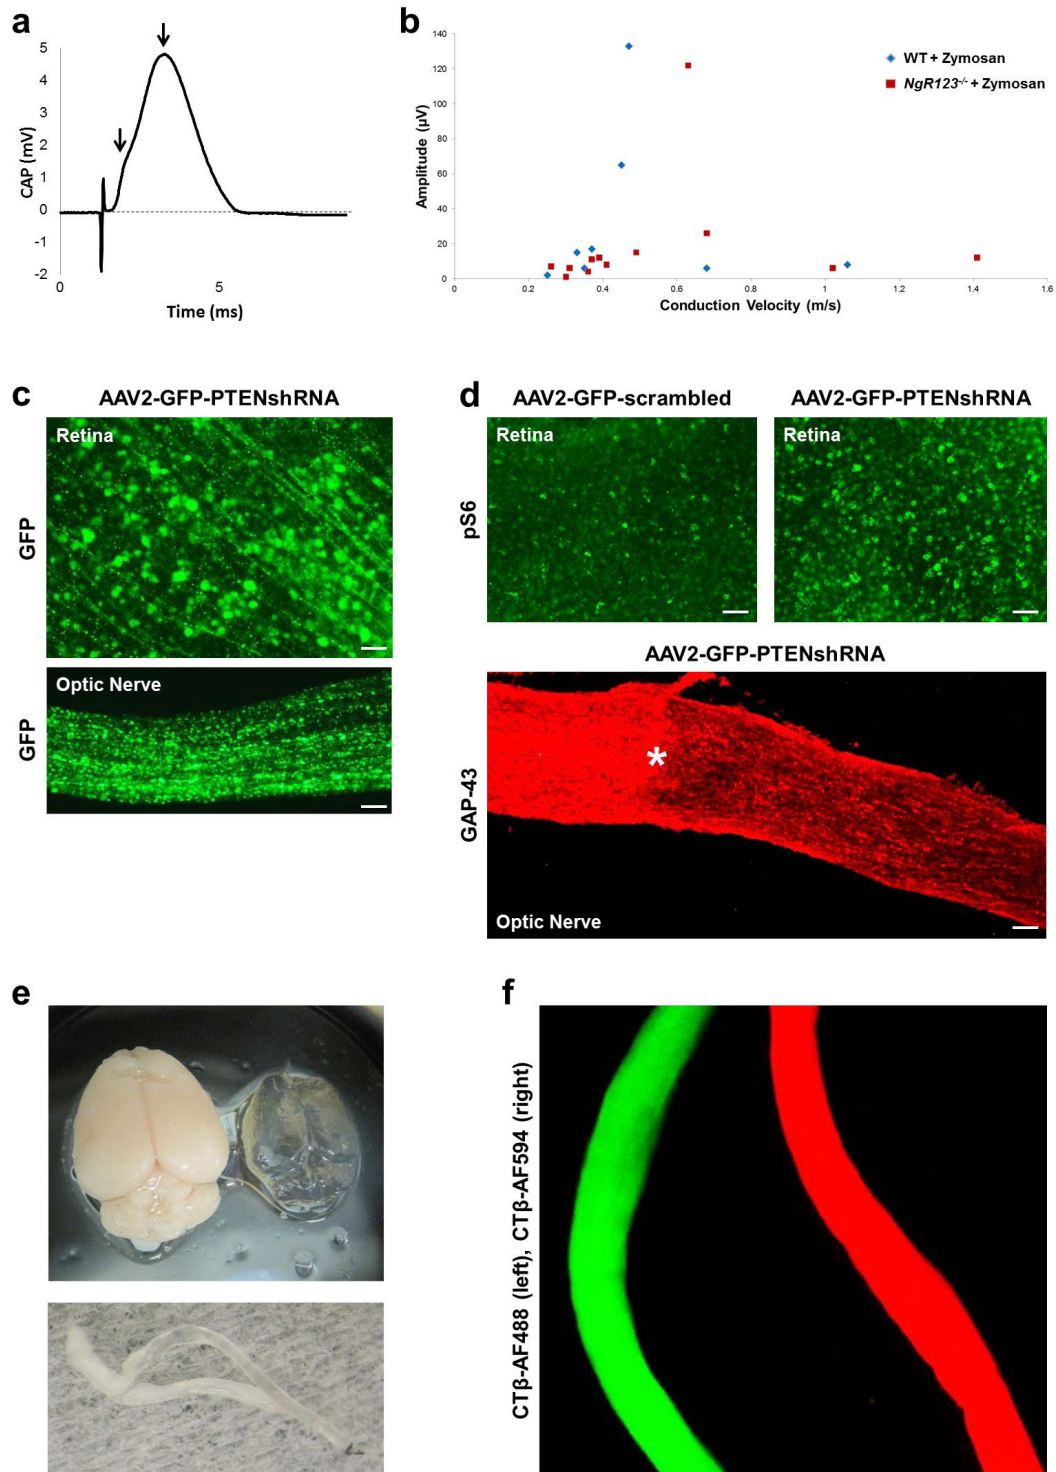 a
5
4
3
2
1
0
-1
-2
CAP (mV)
0
5
Time (ms)
b
140
120
100
80
60
40
20
0
Amplitude (µV)
0
0.2
0.4
0.6
0.8
1
1.2
1.4
1.6
Conduction Velocity (m/s)
WT + Zymosan
NgR123-/- + Zymosan
c
AAV2-GFP-PTENshRNA
Retina
GFP
Optic Nerve
GFP
d
AAV2-GFP-scrambled
AAV2-GFP-PTENshRNA
Retina
Retina
pS6
AAV2-GFP-PTENshRNA
*
GAP-43
Optic Nerve
e
f
CTβ-AF488 (left), CTβ-AF594 (right)